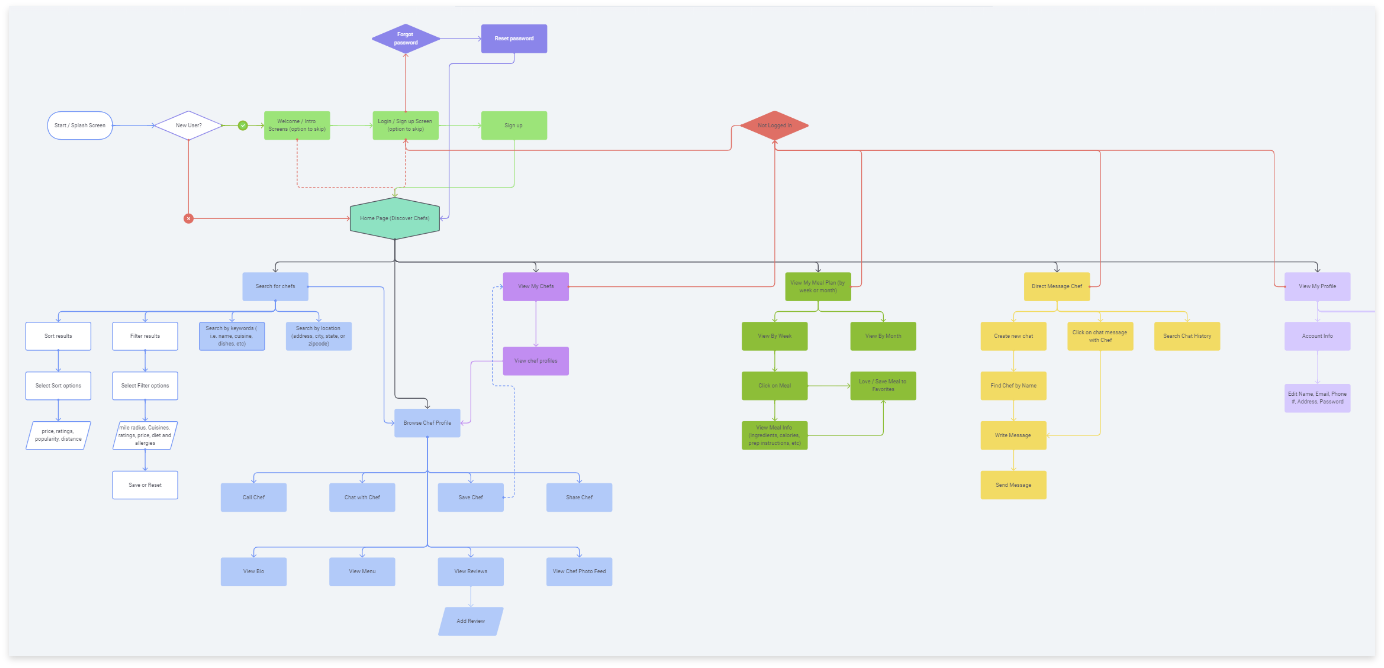 Forgot
password
Reset password
Start / Splash Screen
New User?
Welcome / Intro
Screens (option to skip)
Login / Sign up Screen
(option to skip)
Sign up
Not Logged in
Home Page (Discover Chefs)
Search for chefs
View My Chefs
View My Meal Plan (by
week or month)
Direct Message Chef
View My Profile
Sort results
Filter results
Search by keywords (
i.e. name, cuisine,
dishes, etc)
Search by location
(address, city, state, or
zipcode)
View chef profiles
View By Week
View By Month
Create new chat
Click on chat message
with Chef
Search Chat History
Account Info
Select Sort options
Select Filter options
Click on Meal
Love / Save Meal to
Favorites
Find Chef by Name
Edit Name, Email, Phone
#, Address, Password
price, ratings,
popularity, distance
mile radius, Cuisines,
ratings, price, diet and
allergies
Browse Chef Profile
View Meal Info
(ingredients, calories,
prep instructions, etc)
Write Message
Save or Reset
Call Chef
Chat with Chef
Save Chef
Share Chef
Send Message
View Bio
View Menu
View Reviews
View Chef Photo Feed
Add Review